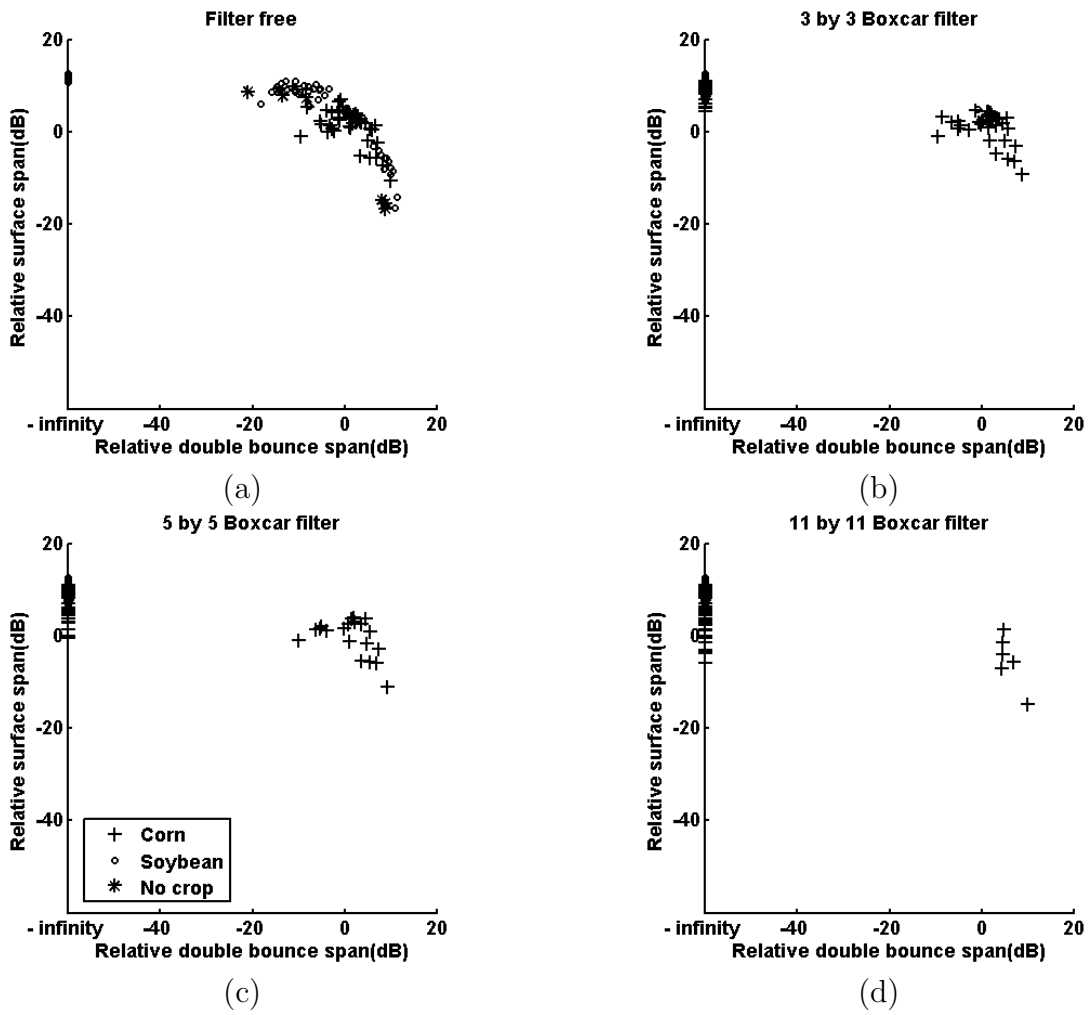 Filter free
20
0
-20
-40
Relative surface span(dB)
- infinity
-40
-20
0
20
Relative double bounce span(dB)
(a)
3 by 3 Boxcar filter
20
0
-20
-40
Relative surface span(dB)
- infinity
-40
-20
0
20
Relative double bounce span(dB)
(b)
5 by 5 Boxcar filter
20
0
-20
-40
Relative surface span(dB)
Corn
Soybean
No crop
- infinity
-40
-20
0
20
Relative double bounce span(dB)
(c)
11 by 11 Boxcar filter
20
0
-20
-40
Relative surface span(dB)
- infinity
-40
-20
0
20
Relative double bounce span(dB)
(d)